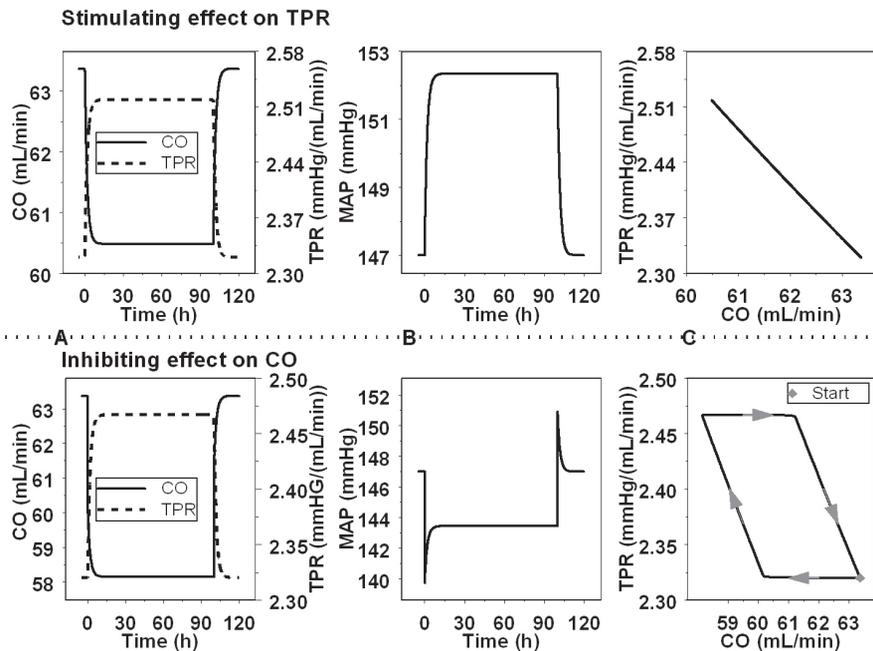 Stimulating effect on TPR
CO (mL/min)
63
62
61
60
0 30 60 90 120
Time (h)
CO
TPR
2.58
2.51
2.44
2.37
2.30
TPR (mmHg/(mL/min))
MAP (mmHg)
153
151
149
147
0 30 60 90 120
Time (h)
TPR (mmHg/(mL/min))
2.58
2.51
2.44
2.37
2.30
60 61 62 63
CO (mL/min)
A B C
Inhibiting effect on CO
CO (mL/min)
63
62
61
60
59
58
0 30 60 90 120
Time (h)
CO
TPR
2.50
2.45
2.40
2.35
2.30
TPR (mmHG/(mL/min))
MAP (mmHg)
152
150
148
146
144
142
140
0 30 60 90 120
Time (h)
TPR (mmHg/(mL/min))
2.50
2.45
2.40
2.35
2.30
Start
59 60 61 62 63
CO (mL/min)